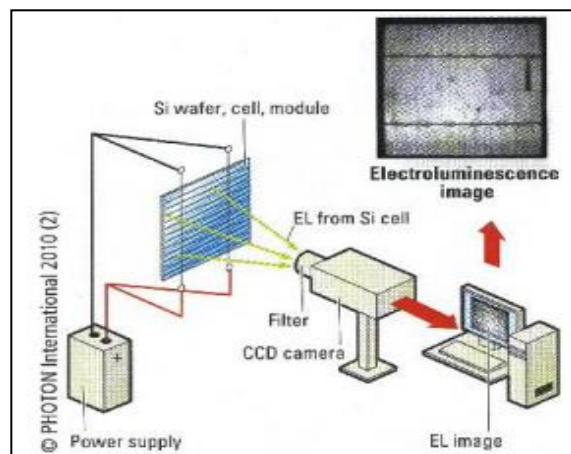 Si wafer, cell, module
Electroluminescence
image
EL from Si cell
Filter
CCD camera
+
Power supply
EL image
© PHOTON International 2010 (2)